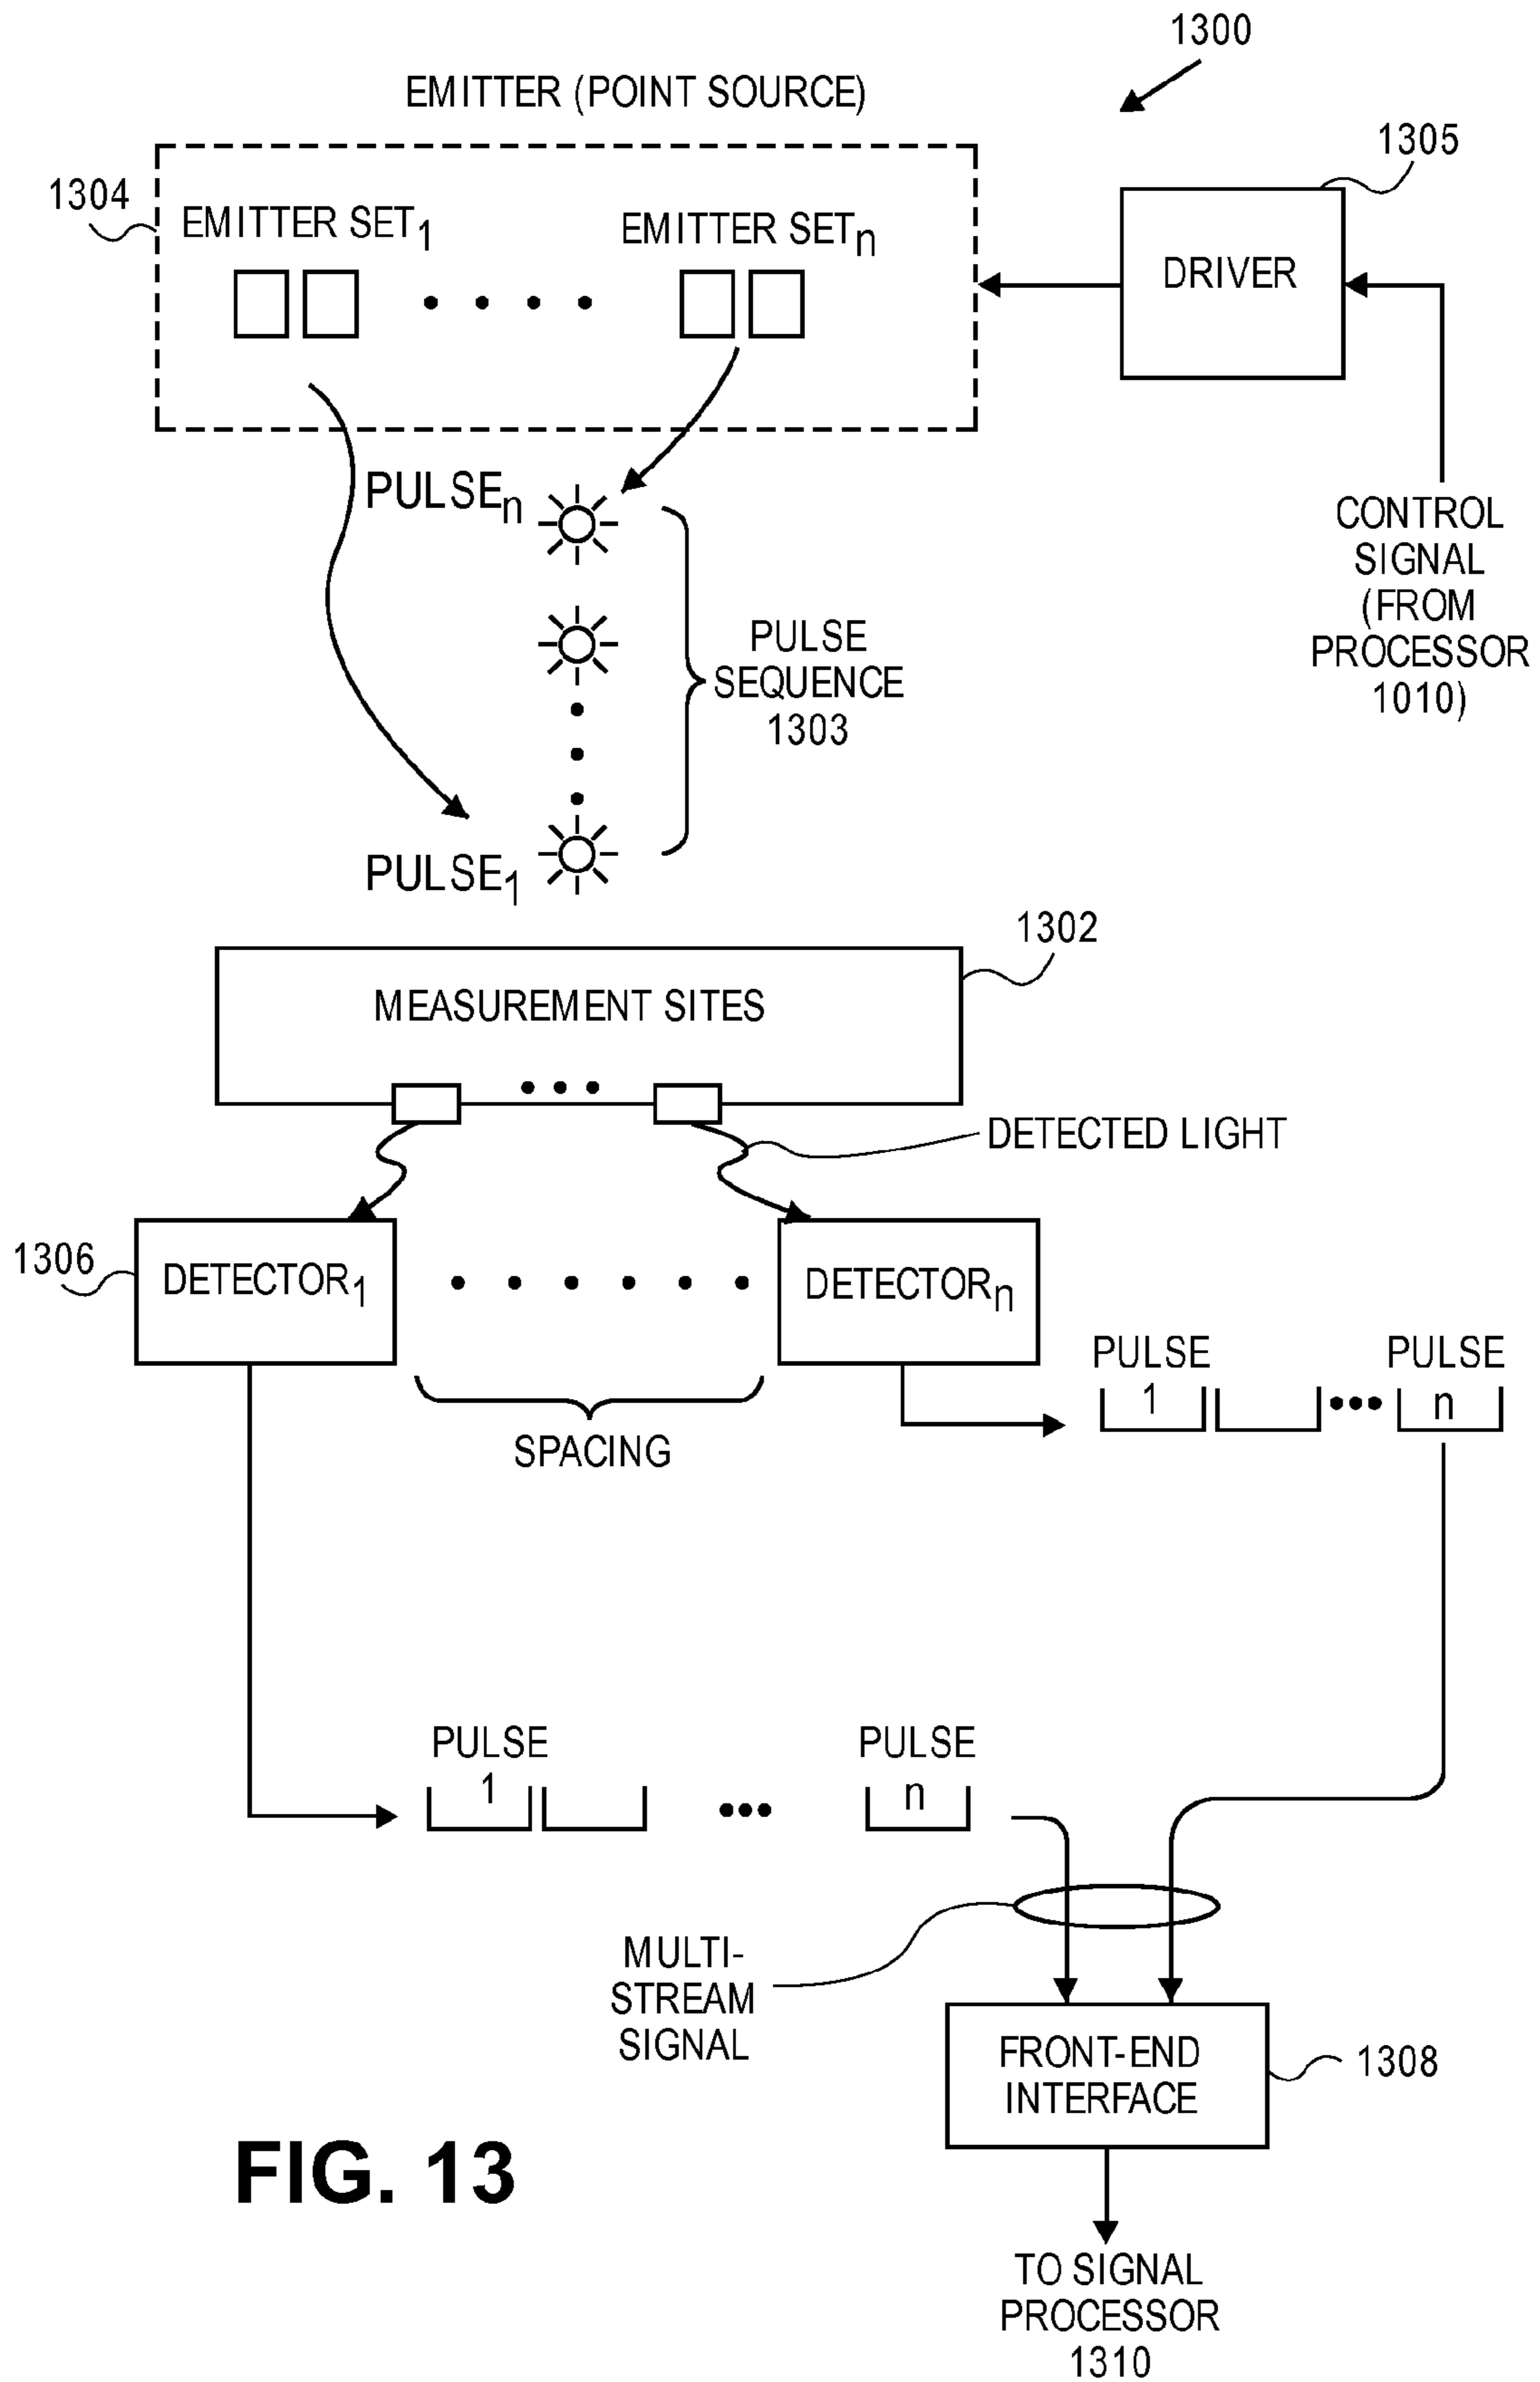 1300
EMITTER (POINT SOURCE)
1305
1304
EMITTER SET1
EMITTER SETn
DRIVER
PULSEn
CONTROL
SIGNAL
(FROM
PROCESSOR
1010)
PULSE
SEQUENCE
1303
PULSE1
1302
MEASUREMENT SITES
DETECTED LIGHT
1306
DETECTOR1
DETECTORn
PULSE
1
PULSE
n
SPACING
PULSE
1
PULSE
n
MULTI-
STREAM
SIGNAL
FRONT-END
INTERFACE
1308
FIG. 13
TO SIGNAL
PROCESSOR
1310